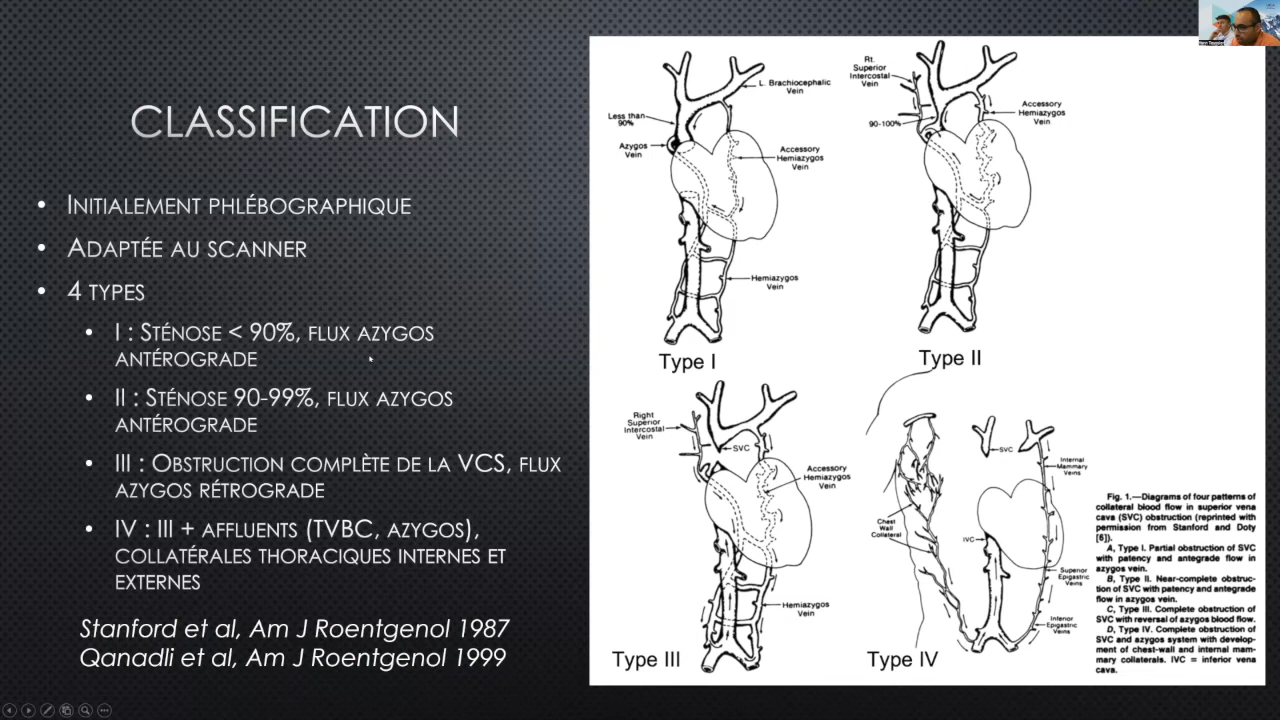 CLASSIFICATION
• INITIALEMENT PHLÉBOGRAPHIQUE
• ADAPTÉE AU SCANNER
• 4 TYPES
• I : STÉNOSE < 90%, FLUX AZYGOS
ANTÉROGRADE
• II : STÉNOSE 90-99%, FLUX AZYGOS
ANTÉROGRADE
• III : OBSTRUCTION COMPLÈTE DE LA VCS, FLUX
AZYGOS RÉTROGRADE
• IV : III + AFFLUENTS (TVBC, AZYGOS),
COLLATÉRALES THORACIQUES INTERNES ET
EXTERNES
Stanford et al, Am J Roentgenol 1987
Qanadli et al, Am J Roentgenol 1999
L. Brachiocephalic
Vein
Less than
90%
Azygos
Vein
Accessory
Hemiazygos
Vein
Hemiazygos
Vein
Type I
Rt.
Superior
Intercostal
Vein
90-100%
Accessory
Hemiazygos
Vein
Type II
Right
Superior
Intercostal
Vein
SVC
Accessory
Hemiazygos
Vein
Hemiazygos
Vein
Type III
SVC
Internal
Mammary
Veins
Chest
Wall
Collateral
IVC
Superior
Epigastric
Veins
Inferior
Epigastric
Veins
Type IV
Fig. 1.—Diagrams of four patterns of
collateral blood flow in superior vena
cava (SVC) obstruction (reprinted with
permission from Stanford and Doty
[6]).
A, Type I. Partial obstruction of SVC
with patency and antegrade flow in
azygos vein.
B, Type II. Near-complete obstruc-
tion of SVC with patency and antegrade
flow in azygos vein.
C, Type III. Complete obstruction of
SVC with reversal of azygos blood flow.
D, Type IV. Complete obstruction of
SVC and azygos system with develop-
ment of chest-wall and internal mam-
mary collaterals. IVC = inferior vena
cava.